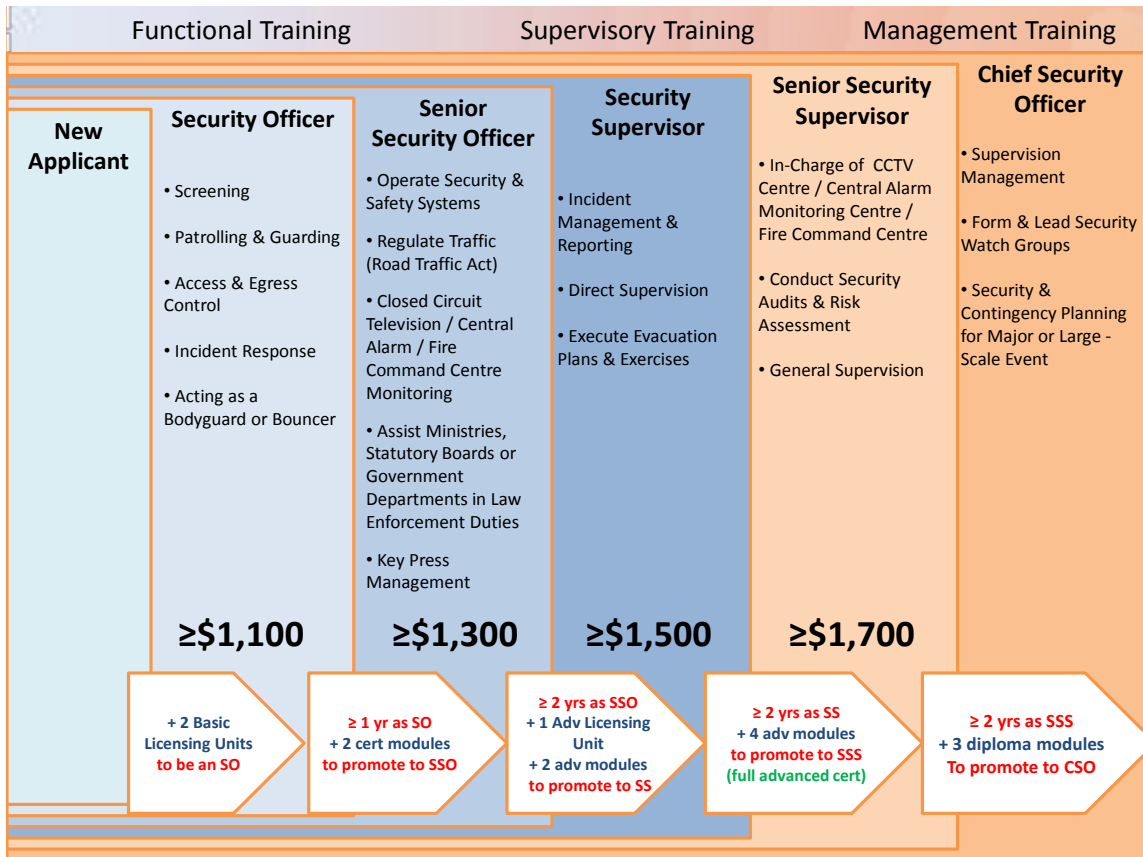 Functional Training
Supervisory Training
Management Training
New
Applicant
Security Officer
• Screening
• Patrolling & Guarding
• Access & Egress
Control
• Incident Response
• Acting as a
Bodyguard or Bouncer
≥$1,100
Senior
Security Officer
• Operate Security &
Safety Systems
• Regulate Traffic
(Road Traffic Act)
• Closed Circuit
Television / Central
Alarm / Fire
Command Centre
Monitoring
• Assist Ministries,
Statutory Boards or
Government
Departments in Law
Enforcement Duties
• Key Press
Management
≥$1,300
Security
Supervisor
• Incident
Management &
Reporting
• Direct Supervision
• Execute Evacuation
Plans & Exercises
≥$1,500
Senior Security
Supervisor
• In-Charge of CCTV
Centre / Central Alarm
Monitoring Centre /
Fire Command Centre
• Conduct Security
Audits & Risk
Assessment
• General Supervision
≥$1,700
Chief Security
Officer
• Supervision
Management
• Form & Lead Security
Watch Groups
• Security &
Contingency Planning
for Major or Large -
Scale Event
+ 2 Basic
Licensing Units
to be an SO
≥ 1 yr as SO
+ 2 cert modules
to promote to SSO
≥ 2 yrs as SSO
+ 1 Adv Licensing
Unit
+ 2 adv modules
to promote to SS
≥ 2 yrs as SS
+ 4 adv modules
to promote to SSS
(full advanced cert)
≥ 2 yrs as SSS
+ 3 diploma modules
To promote to CSO